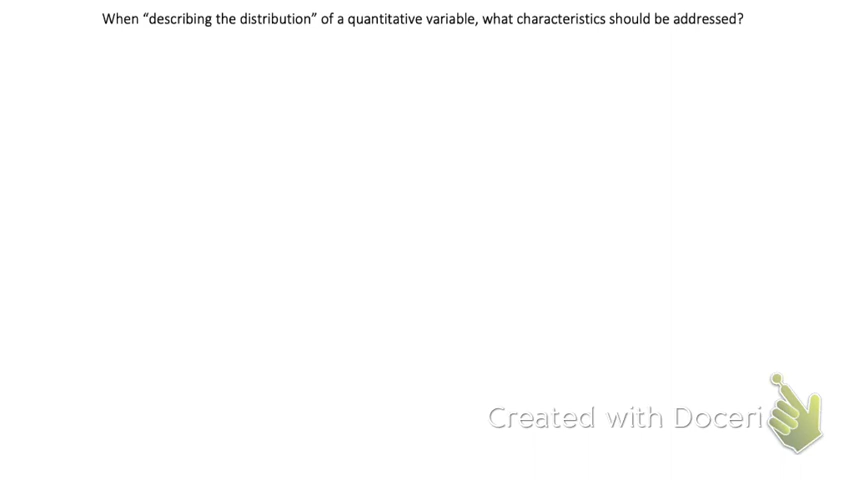 When “describing the distribution” of a quantitative variable, what characteristics should be addressed?
Created with Doceri